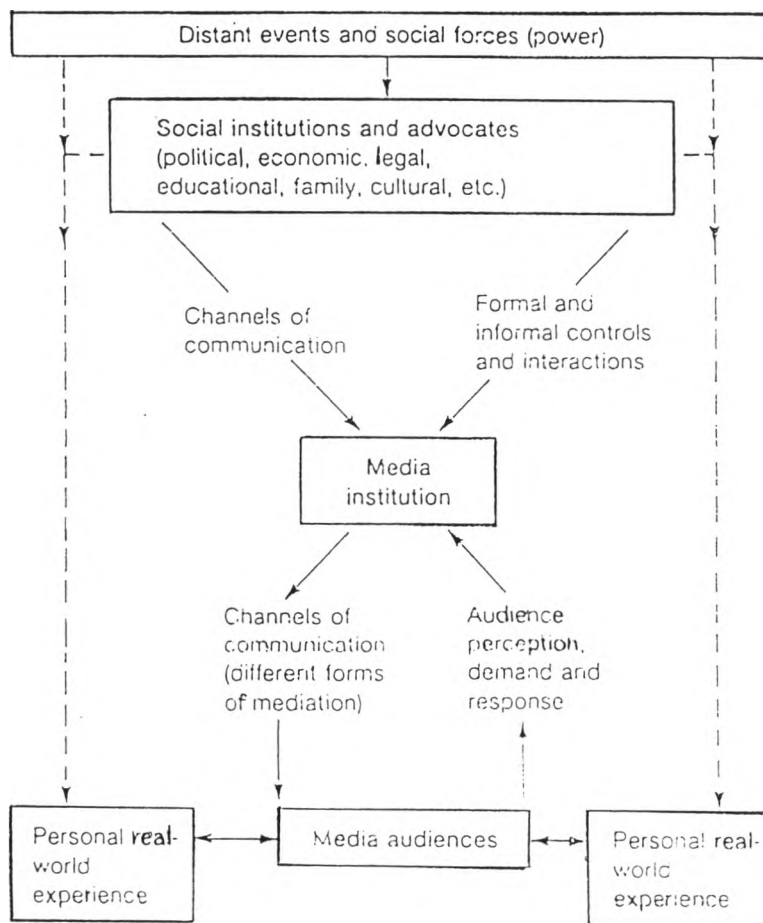 Distant events and social forces (power)
Social institutions and advocates
(political, economic, legal,
educational, family, cultural, etc.)
Channels of
communication
Formal and
informal controls
and interactions
Media
institution
Channels of
communication
(different forms
of mediation)
Audience
perception,
demand and
response
Personal real-
world
experience
Media audiences
Personal real-
world
experience